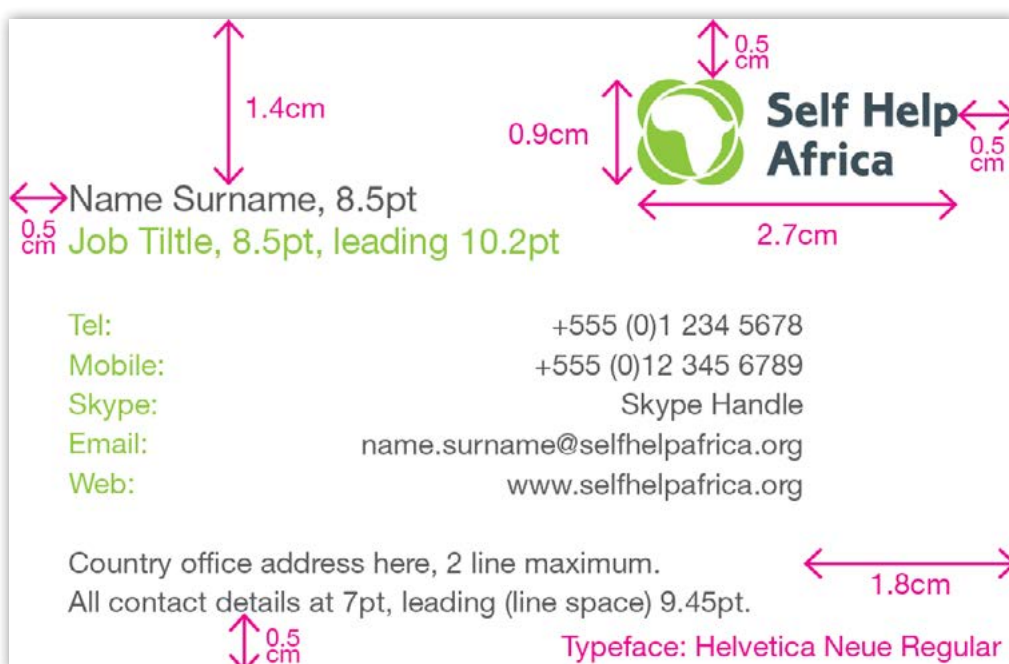 0.5
cm
1.4cm
0.9cm
Self Help
Africa
0.5
cm
2.7cm
0.5
cm
Name Surname, 8.5pt
Job Tiltle, 8.5pt, leading 10.2pt
Tel: +555 (0)1 234 5678
Mobile: +555 (0)12 345 6789
Skype: Skype Handle
Email: name.surname@selfhelpafrica.org
Web: www.selfhelpafrica.org
Country office address here, 2 line maximum.
All contact details at 7pt, leading (line space) 9.45pt.
1.8cm
0.5
cm
Typeface: Helvetica Neue Regular